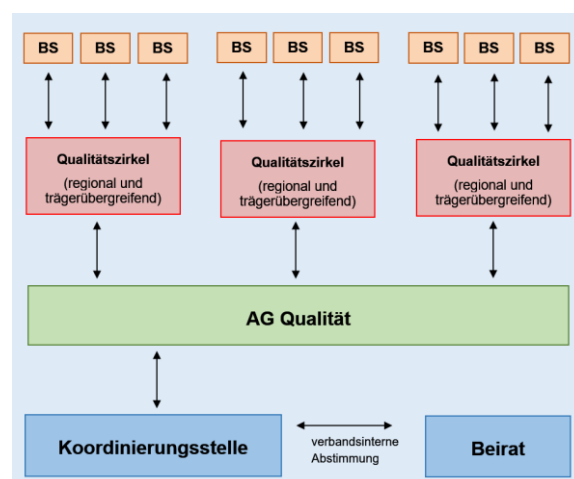 BS BS BS BS BS BS BS BS BS
Qualitätszirkel
(regional und
trägerübergreifend)
Qualitätszirkel
(regional und
trägerübergreifend)
Qualitätszirkel
(regional und
trägerübergreifend)
AG Qualität
Koordinierungsstelle
verbandsinterne
Abstimmung
Beirat